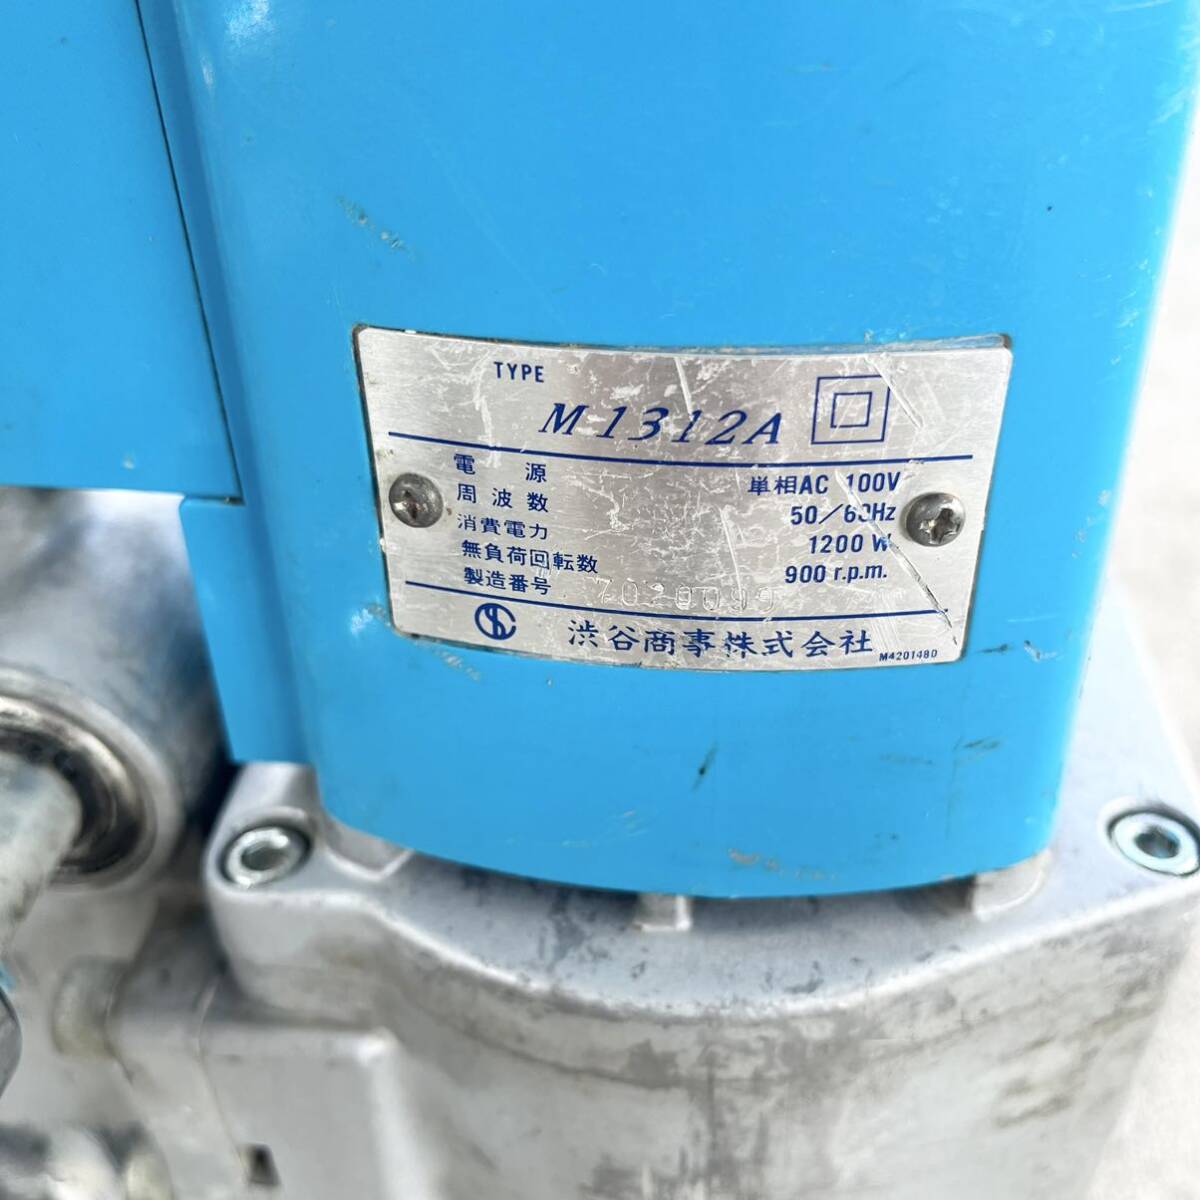 TYPE
M1312A
電源 単相AC 100V
周波数 50/60Hz
消費電力 1200 W
無負荷回転数 900 r.p.m.
製造番号
渋谷商事株式会社
M4201480